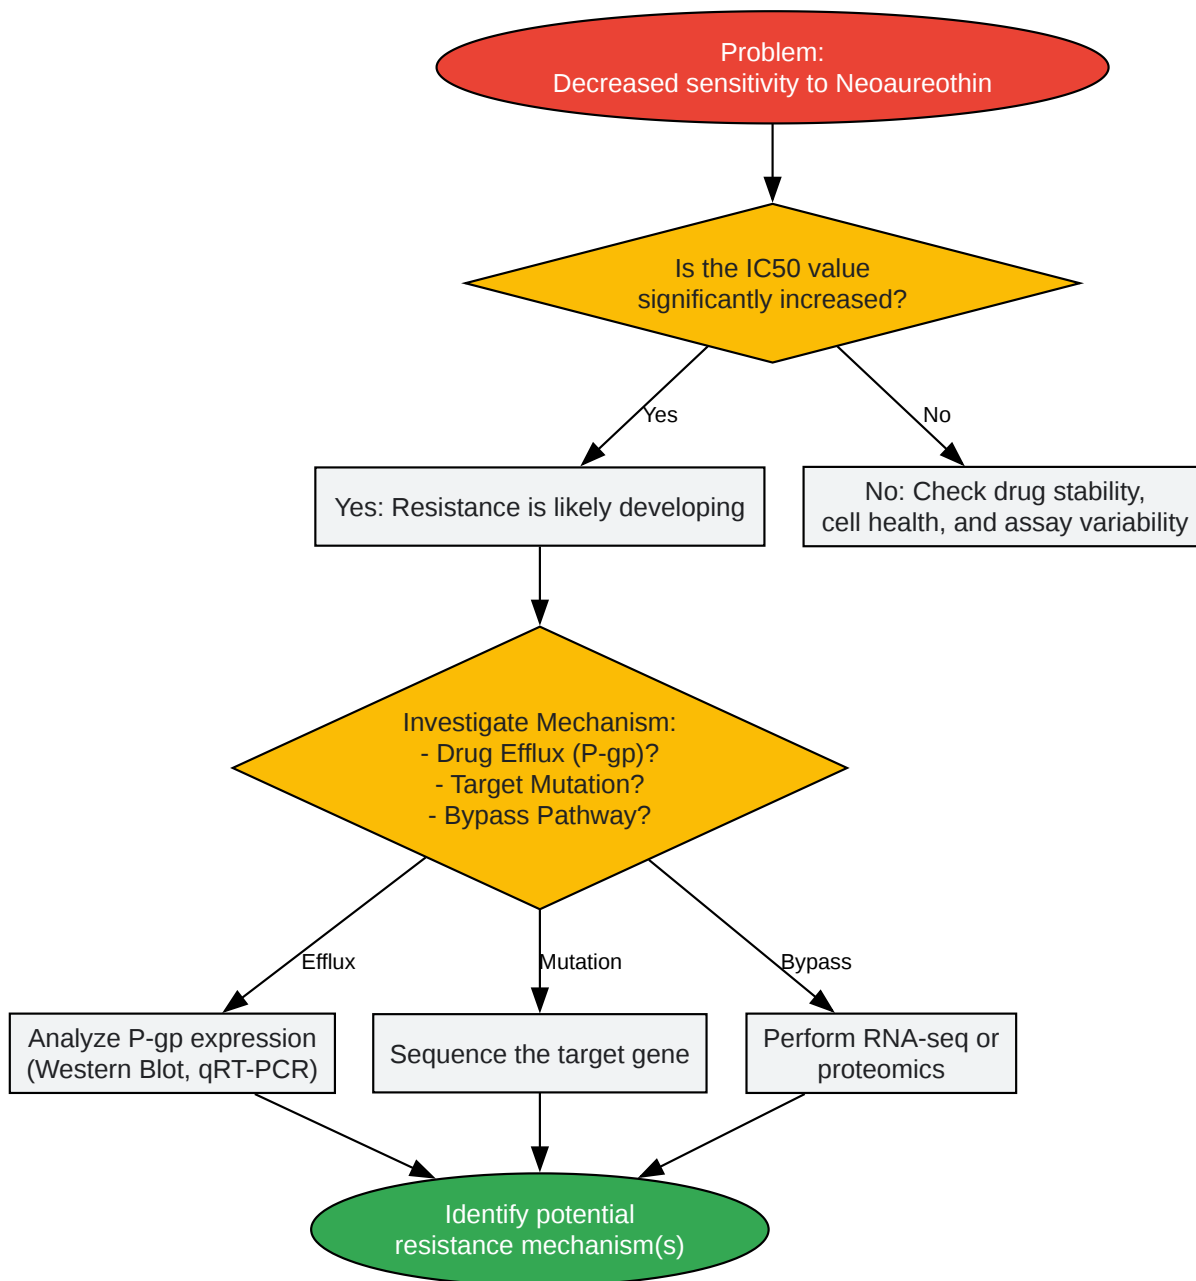 Problem:
Decreased sensitivity to Neoaureothin
Is the IC50 value
significantly increased?
Yes
No
Yes: Resistance is likely developing
No: Check drug stability,
cell health, and assay variability
Investigate Mechanism:
- Drug Efflux (P-gp)?
- Target Mutation?
- Bypass Pathway?
Efflux
Mutation
Bypass
Analyze P-gp expression
(Western Blot, qRT-PCR)
Sequence the target gene
Perform RNA-seq or
proteomics
Identify potential
resistance mechanism(s)